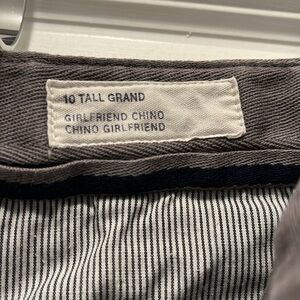 10 TALL GRAND
GIRLFRIEND CHINO
CHINO GIRLFRIEND